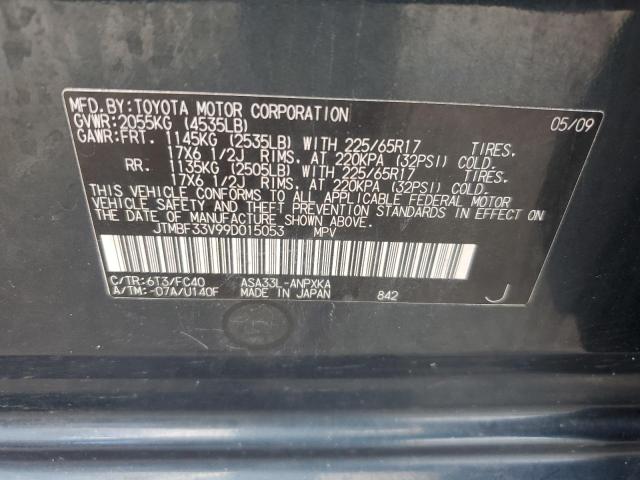 MFD. BY: TOYOTA MOTOR CORPORATION 05/09
GVWR: 2055KG (4535LB)
GAWR: FRT. 1145KG (2535LB) WITH 225/65R17 TIRES.
17X6 1/2J RIMS. AT 220KPA (32PSI) COLD.
RR. 1135KG (2505LB) WITH 225/65R17 TIRES.
17X6 1/2J RIMS. AT 220KPA (32PSI) COLD.
THIS VEHICLE CONFORMS TO ALL APPLICABLE FEDERAL MOTOR
VEHICLE SAFETY AND THEFT PREVENTION STANDARDS IN EFFECT ON
THE DATE OF MANUFACTURE SHOWN ABOVE.
JTMBF33V99D015053 MPV
C/TR: 6T3/FC40 ASA33L-ANPXKA
A/TM: -07A/U140F MADE IN JAPAN 842 J